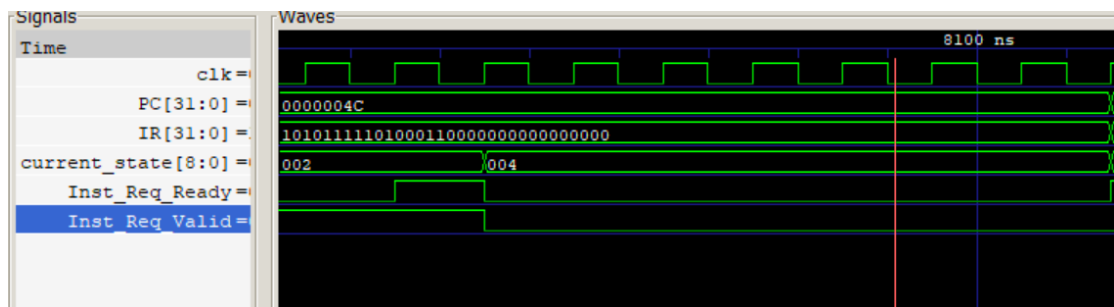 Signals
Waves
Time
8100 ns
clk=
PC[31:0] =
0000004C
IR[31:0] =
10101111101000110000000000000000
current_state[8:0] =
002
004
Inst_Req_Ready=
Inst_Req_Valid=